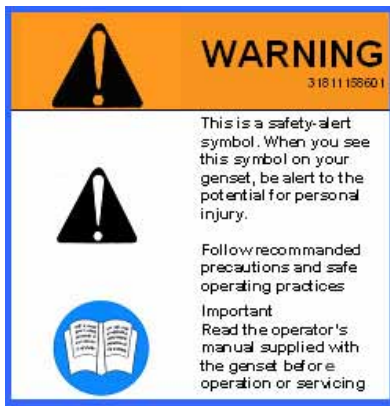 WARNING
31811158601
This is a safety-alert
symbol. When you see
this symbol on your
genset, be alert to the
potential for personal
injury.
Follow recommanded
precautions and safe
operating practices
Important
Read the operator's
manual supplied with
the genset before
operation or servicing